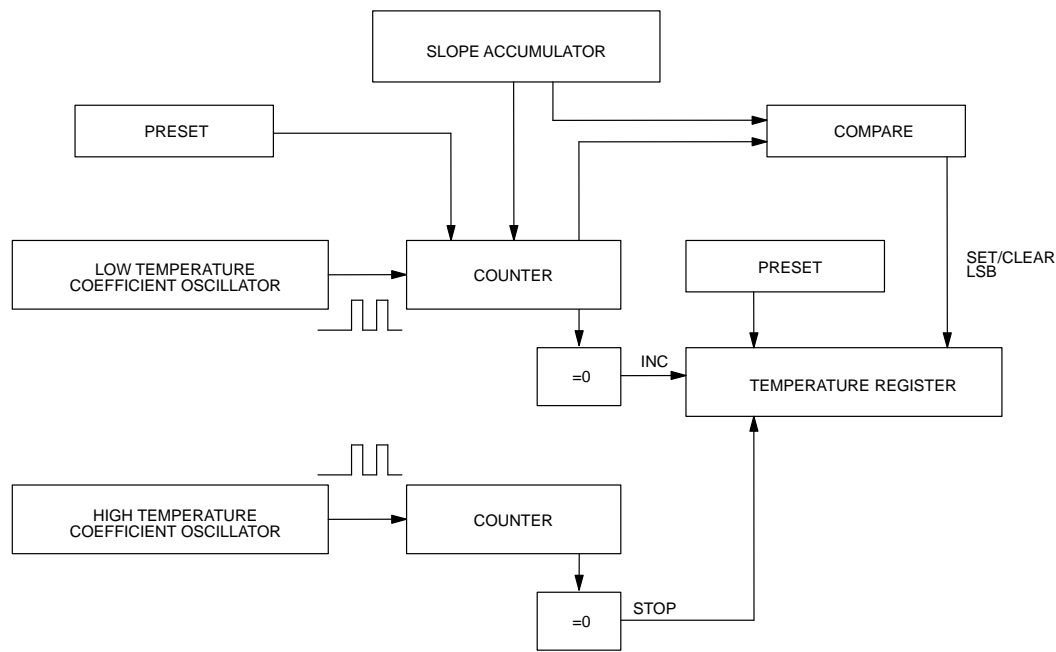 SLOPE ACCUMULATOR
PRESET
COMPARE
LOW TEMPERATURE
COEFFICIENT OSCILLATOR
COUNTER
PRESET
SET/CLEAR
LSB
=0
INC
TEMPERATURE REGISTER
HIGH TEMPERATURE
COEFFICIENT OSCILLATOR
COUNTER
=0
STOP